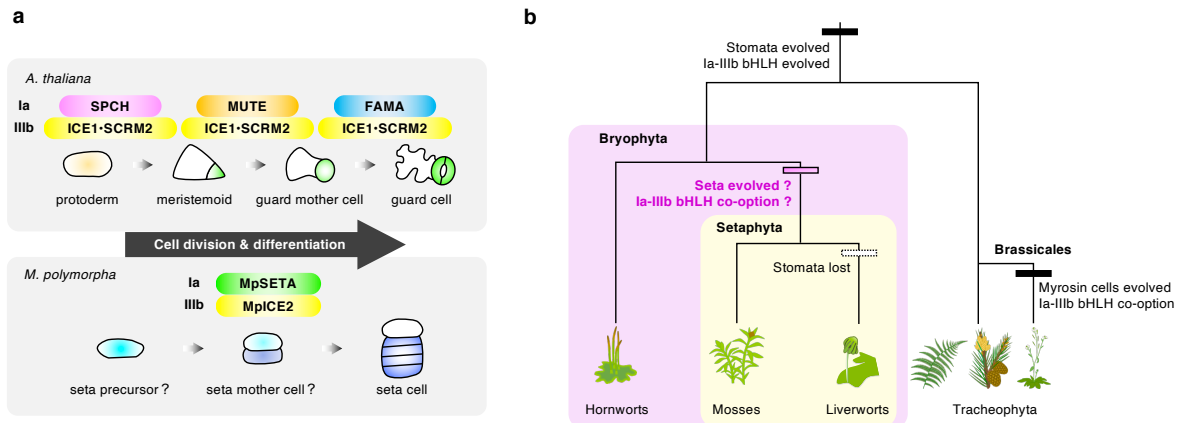 a
A. thaliana
Ia SPCH MUTE FAMA
IIIb ICE1•SCRM2 ICE1•SCRM2 ICE1•SCRM2
protoderm meristemoid guard mother cell guard cell
Cell division & differentiation
M. polymorpha
Ia MpSETA
IIIb MpICE2
seta precursor ? seta mother cell ? seta cell
b
Stomata evolved
Ia-IIIb bHLH evolved
Bryophyta
Seta evolved ?
Ia-IIIb bHLH co-option ?
Setaphyta
Stomata lost
Brassicales
Myrosin cells evolved
Ia-IIIb bHLH co-option
Hornworts Mosses Liverworts Tracheophyta